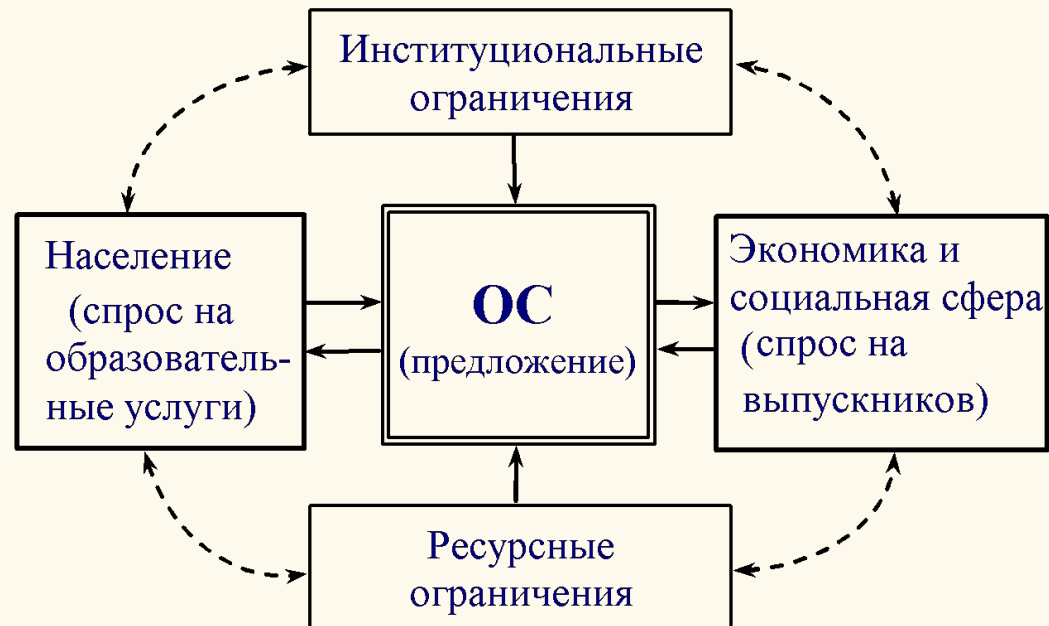 Институциональные
ограничения
Население
(спрос на
образователь-
ные услуги)
ОС
(предложение)
Экономика и
социальная сфера
(спрос на
выпускников)
Ресурсные
ограничения